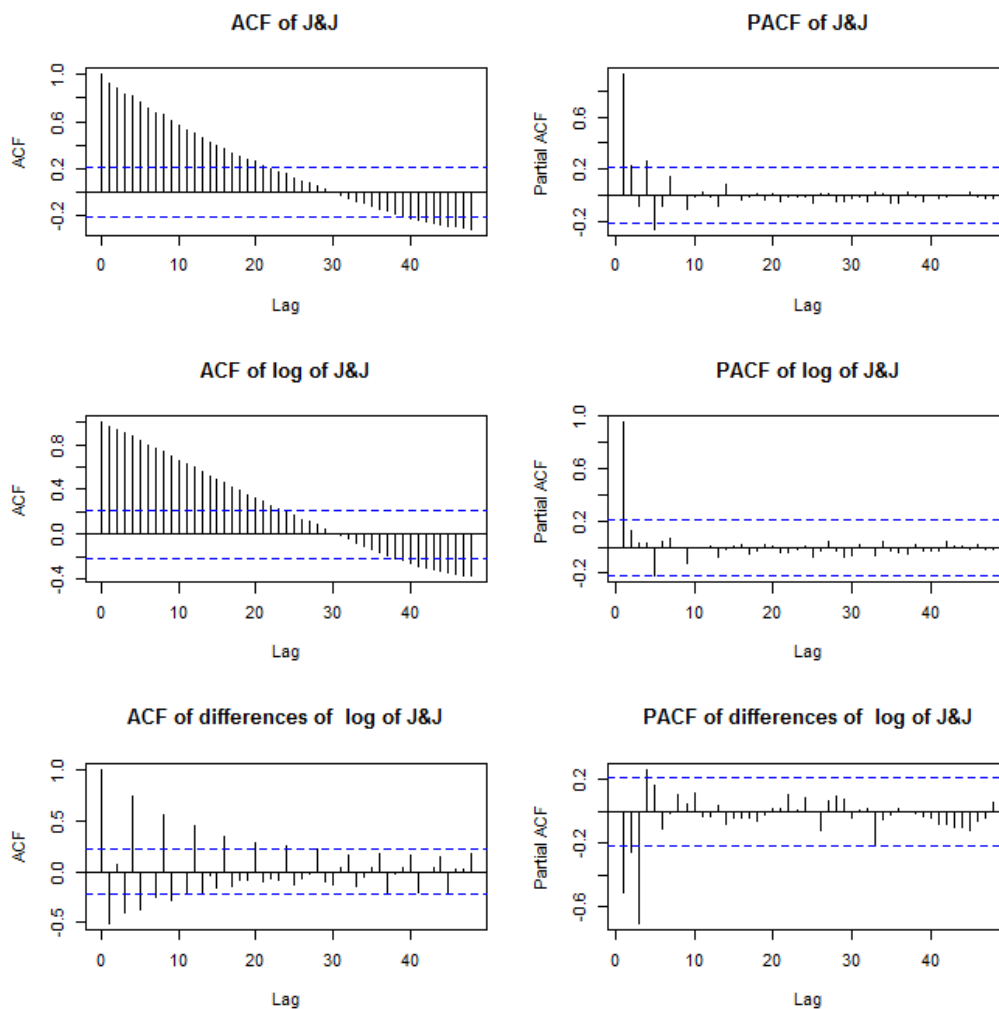 ACF of J&J
ACF
1.0
0.6
0.2
-0.2
0 10 20 30 40
Lag
PACF of J&J
Partial ACF
0.6
0.2
-0.2
0 10 20 30 40
Lag
ACF of log of J&J
ACF
0.8
0.4
0.0
-0.4
0 10 20 30 40
Lag
PACF of log of J&J
Partial ACF
1.0
0.6
0.2
-0.2
0 10 20 30 40
Lag
ACF of differences of log of J&J
ACF
1.0
0.5
0.0
-0.5
0 10 20 30 40
Lag
PACF of differences of log of J&J
Partial ACF
0.2
-0.2
-0.6
0 10 20 30 40
Lag